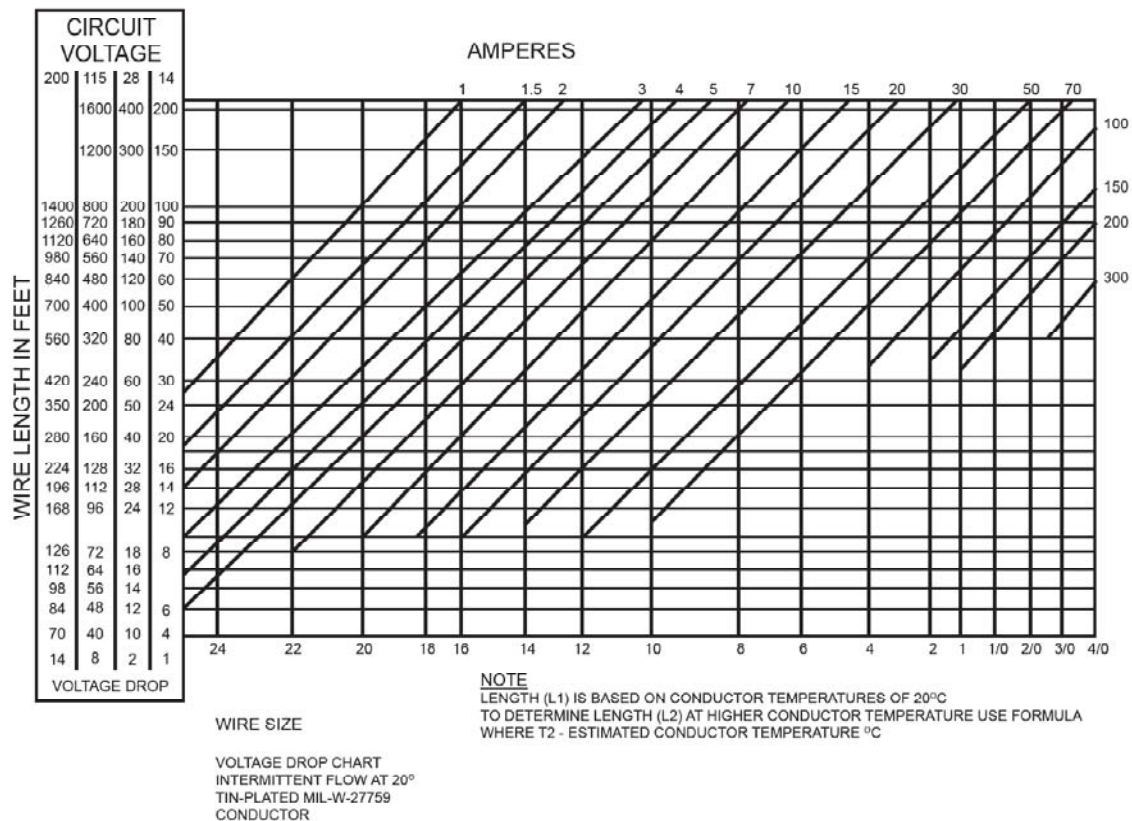 CIRCUIT
VOLTAGE
AMPERES
200 115 28 14
1 1.5 2 3 4 5 7 10 15 20 30 50 70
1600 400 200
100
1200 300 150
150
1400 800 200 100
1260 720 180 90
200
1120 640 160 80
980 560 140 70
840 480 120 60
300
700 400 100 50
560 320 80 40
420 240 60 30
350 200 50 24
280 160 40 20
224 128 32 16
196 112 28 14
168 96 24 12
126 72 18 8
112 64 16
98 56 14
84 48 12 6
70 40 10 4
14 8 2 1
WIRE LENGTH IN FEET
24 22 20 18 16 14 12 10 8 6 4 2 1 1/0 2/0 3/0 4/0
VOLTAGE DROP
NOTE
LENGTH (L1) IS BASED ON CONDUCTOR TEMPERATURES OF 20ºC
TO DETERMINE LENGTH (L2) AT HIGHER CONDUCTOR TEMPERATURE USE FORMULA
WHERE T2 - ESTIMATED CONDUCTOR TEMPERATURE ºC
WIRE SIZE
VOLTAGE DROP CHART
INTERMITTENT FLOW AT 20º
TIN-PLATED MIL-W-27759
CONDUCTOR